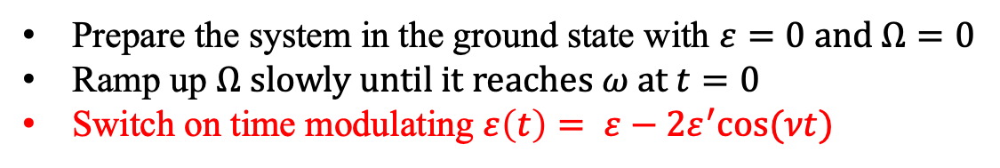 • Prepare the system in the ground state with ε = 0 and Ω = 0
• Ramp up Ω slowly until it reaches ω at t = 0
• Switch on time modulating ε(t) = ε − 2ε′cos(νt)